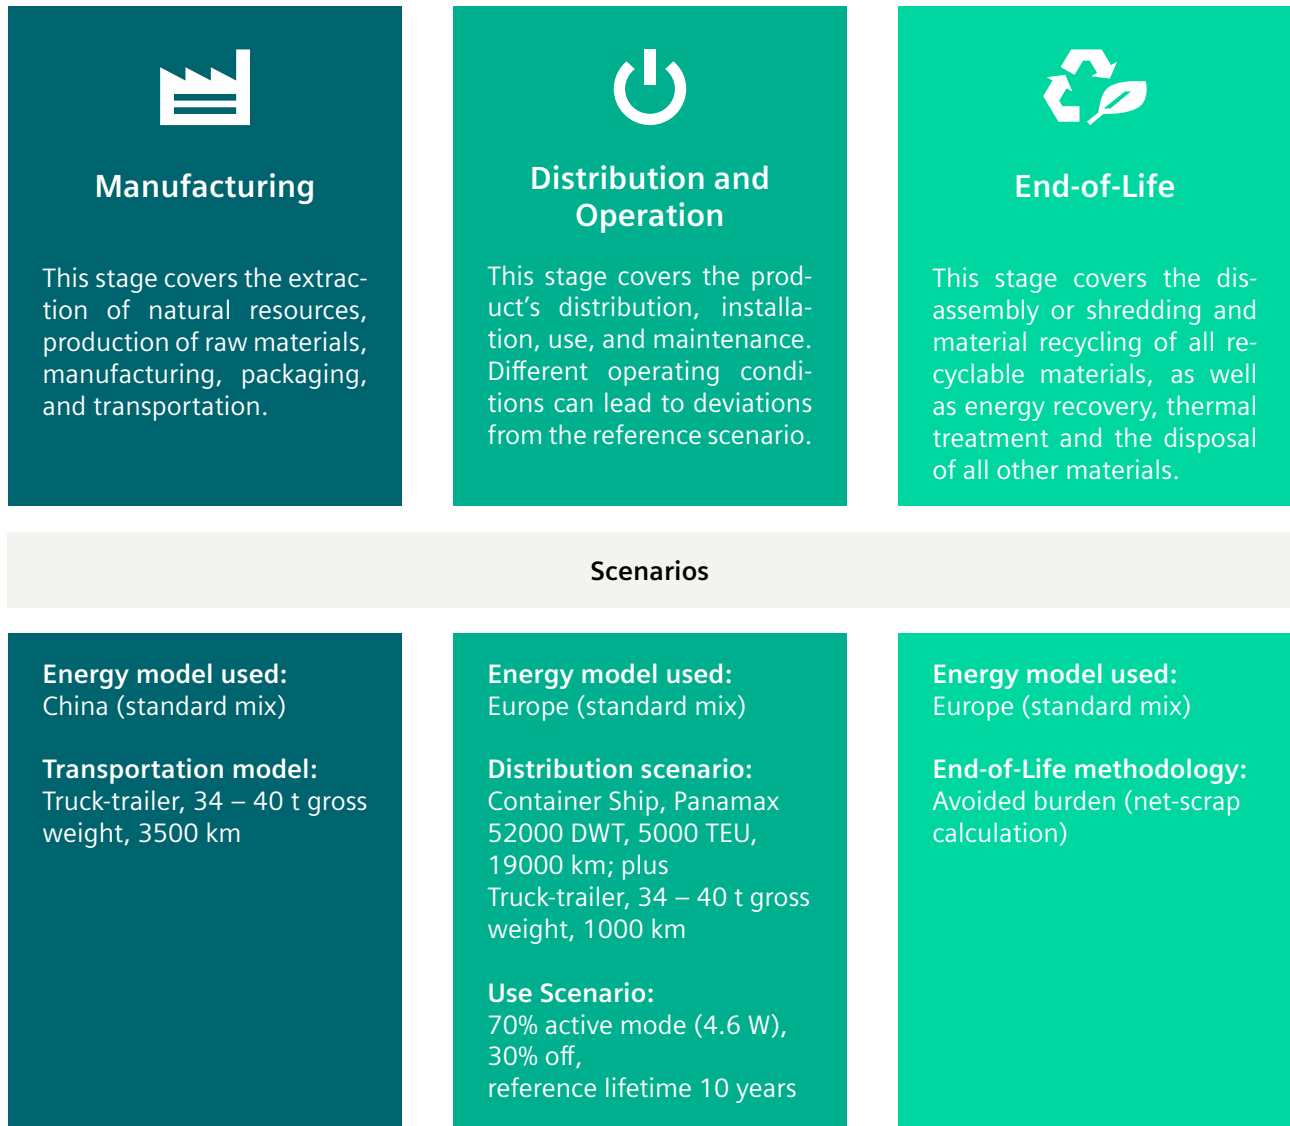 Manufacturing
This stage covers the extrac-
tion of natural resources,
production of raw materials,
manufacturing, packaging,
and transportation.
Distribution and
Operation
This stage covers the prod-
uct's distribution, installa-
tion, use, and maintenance.
Different operating condi-
tions can lead to deviations
from the reference scenario.
End-of-Life
This stage covers the dis-
assembly or shredding and
material recycling of all re-
cyclable materials, as well
as energy recovery, thermal
treatment and the disposal
of all other materials.
Scenarios
Energy model used:
China (standard mix)
Transportation model:
Truck-trailer, 34 – 40 t gross
weight, 3500 km
Energy model used:
Europe (standard mix)
Distribution scenario:
Container Ship, Panamax
52000 DWT, 5000 TEU,
19000 km; plus
Truck-trailer, 34 – 40 t gross
weight, 1000 km
Use Scenario:
70% active mode (4.6 W),
30% off,
reference lifetime 10 years
Energy model used:
Europe (standard mix)
End-of-Life methodology:
Avoided burden (net-scrap
calculation)